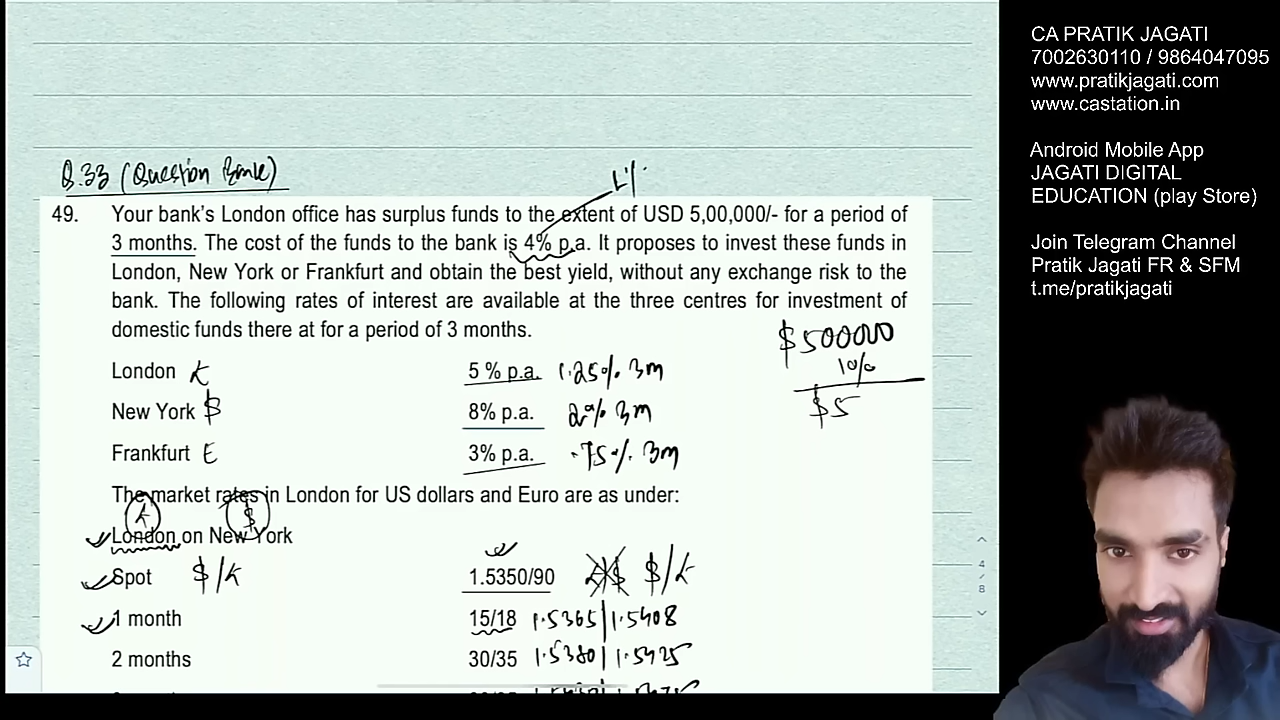 Q.33 (Question Bank)
1%
49. Your bank's London office has surplus funds to the extent of USD 5,00,000/- for a period of
3 months. The cost of the funds to the bank is 4% p.a. It proposes to invest these funds in
London, New York or Frankfurt and obtain the best yield, without any exchange risk to the
bank. The following rates of interest are available at the three centres for investment of
domestic funds there at for a period of 3 months.
$500000
1%
$5
London £ 5 % p.a. 1.25% 3m
New York $ 8% p.a. 2% 3m
Frankfurt E 3% p.a. .75% 3m
The market rates in London for US dollars and Euro are as under:
£ $
London on New York
Spot $/£ 1.5350/90 $/£
1 month 15/18 1.5365|1.5408
2 months 30/35 1.5380|1.5425
4
/
8
CA PRATIK JAGATI
7002630110 / 9864047095
www.pratikjagati.com
www.castation.in
Android Mobile App
JAGATI DIGITAL
EDUCATION (play Store)
Join Telegram Channel
Pratik Jagati FR & SFM
t.me/pratikjagati